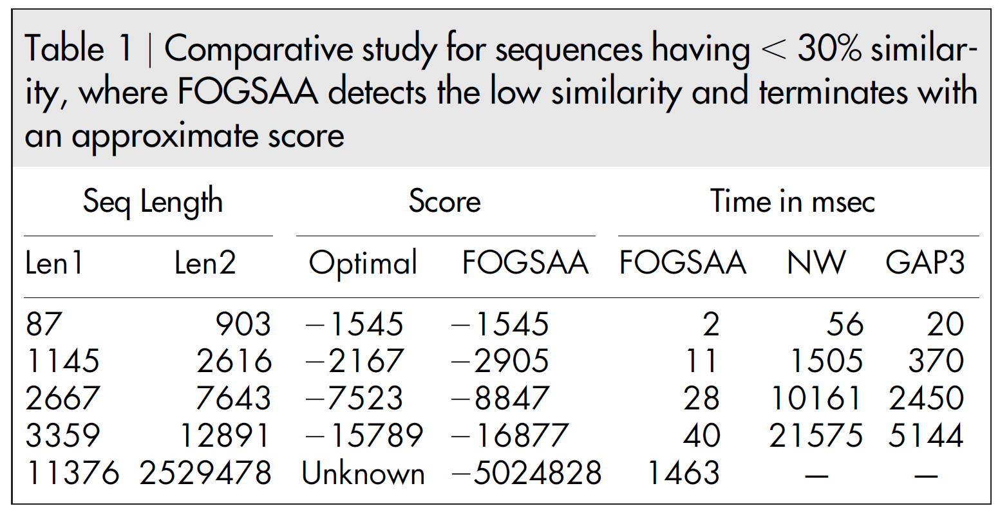 Table 1 | Comparative study for sequences having < 30% similar-
ity, where FOGSAA detects the low similarity and terminates with
an approximate score
Seq Length Score Time in msec
Len1 Len2 Optimal FOGSAA FOGSAA NW GAP3
87 903 −1545 −1545 2 56 20
1145 2616 −2167 −2905 11 1505 370
2667 7643 −7523 −8847 28 10161 2450
3359 12891 −15789 −16877 40 21575 5144
11376 2529478 Unknown −5024828 1463 — —